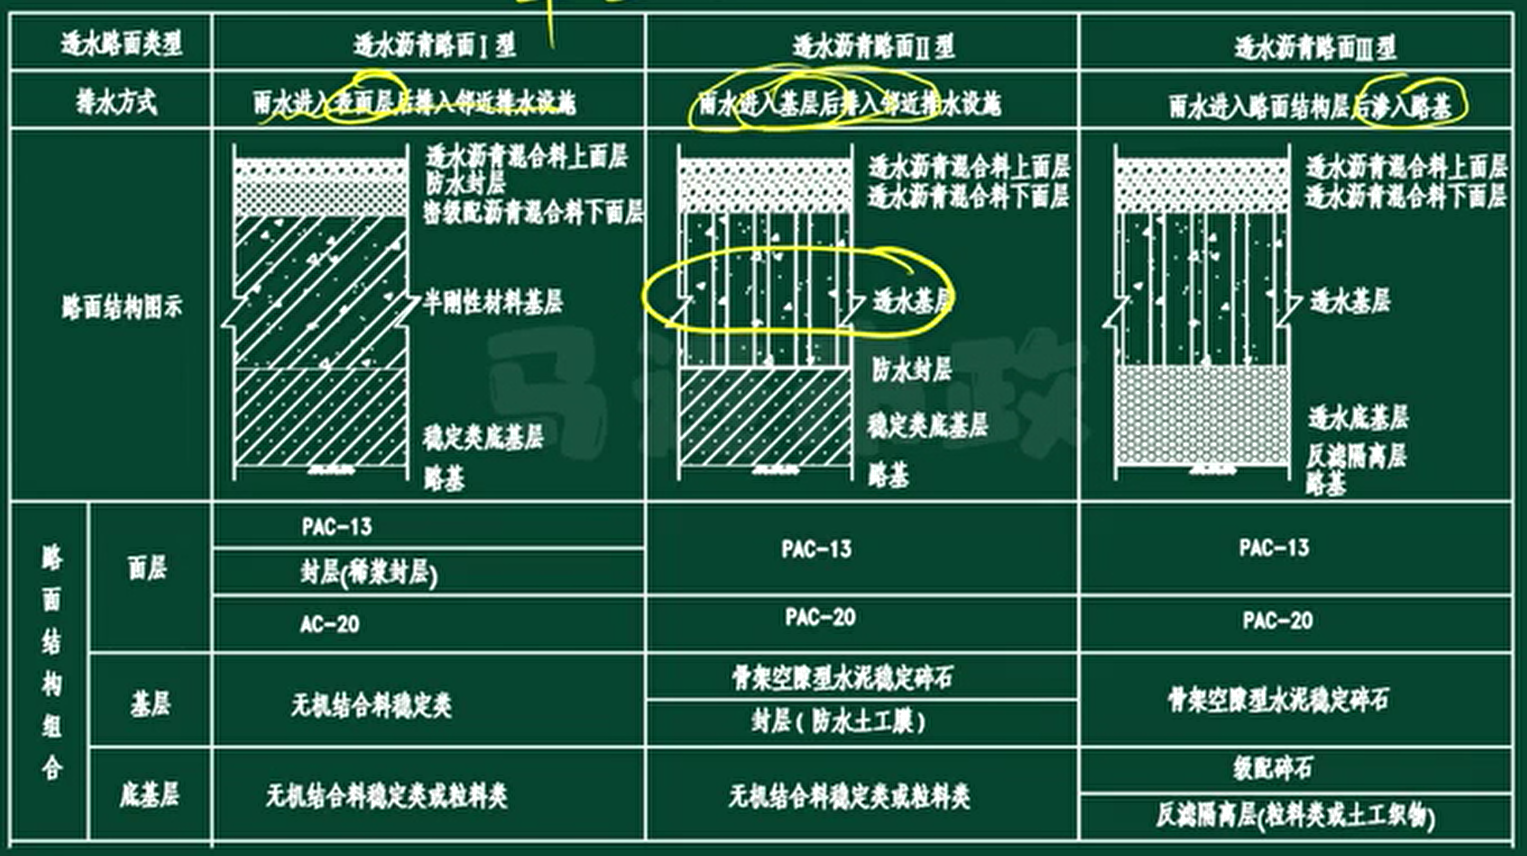 透水路面类型
透水沥青路面Ⅰ型
透水沥青路面Ⅱ型
透水沥青路面Ⅲ型
排水方式
雨水进入表面层后排入邻近排水设施
雨水进入基层后排入邻近排水设施
雨水进入路面结构层后渗入路基
路面结构图示
透水沥青混合料上面层
防水封层
密级配沥青混合料下面层
半刚性材料基层
稳定类底基层
路基
透水沥青混合料上面层
透水沥青混合料下面层
透水基层
防水封层
稳定类底基层
路基
透水沥青混合料上面层
透水沥青混合料下面层
透水基层
透水底基层
反滤隔离层
路基
路面结构组合
面层
PAC-13
封层(稀浆封层)
AC-20
PAC-13
PAC-20
PAC-13
PAC-20
基层
无机结合料稳定类
骨架空隙型水泥稳定碎石
封层(防水土工膜)
骨架空隙型水泥稳定碎石
底基层
无机结合料稳定类或粒料类
无机结合料稳定类或粒料类
级配碎石
反滤隔离层(粒料类或土工织物)